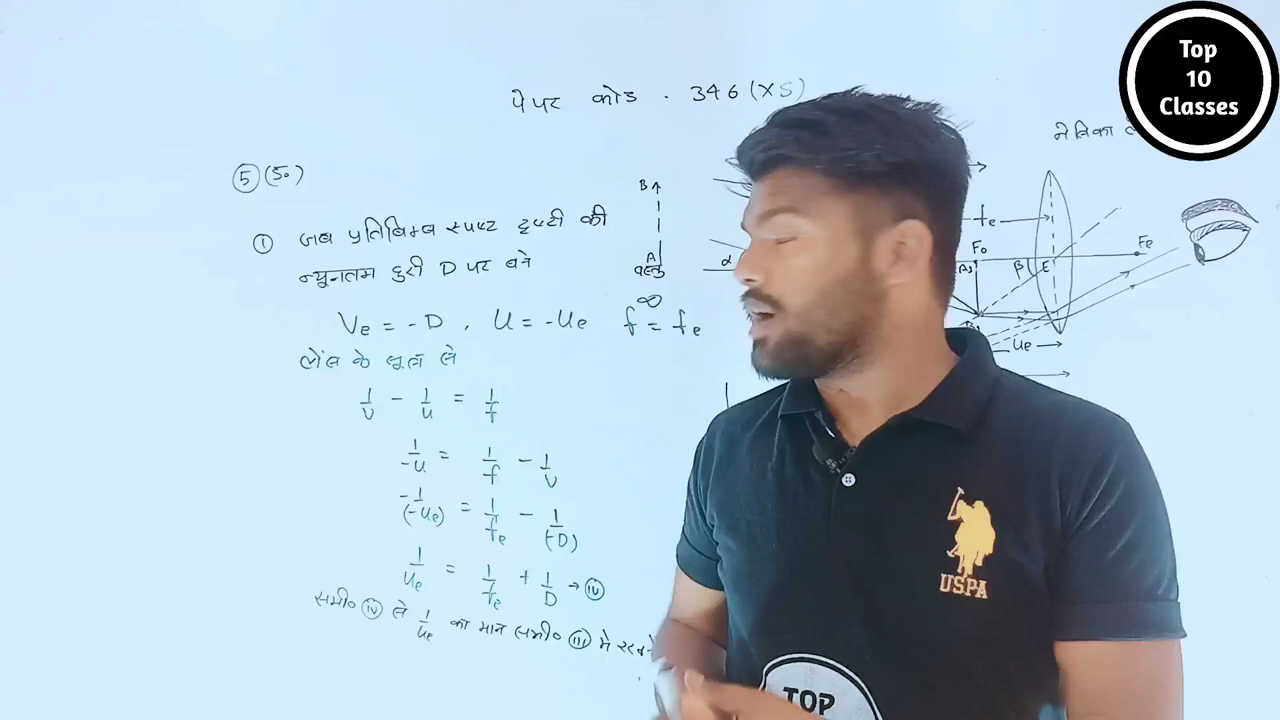 Top
10
Classes
पेपर कोड - 346 (XS)
⑤ (ब॰)
① जब प्रतिबिम्ब स्पष्ट दृष्टी की
न्यूनतम दुरी D पर बने
Ve = -D , U = -Ue f = fe
लेंस के सूत्र से
1/v - 1/u = 1/f
1/-u = 1/f - 1/v
-1/(-ue) = 1/fe - 1/(-D)
1/ue = 1/fe + 1/D → ⓘⓥ
समी० ⓘⓥ से 1/ue का मान समी० ⓘⓘⓘ मे रखने
B
A
वस्तु
∞
α
नेत्रिका
fe
Fo
Fe
β
E
ue
U.S.P.A
TOP